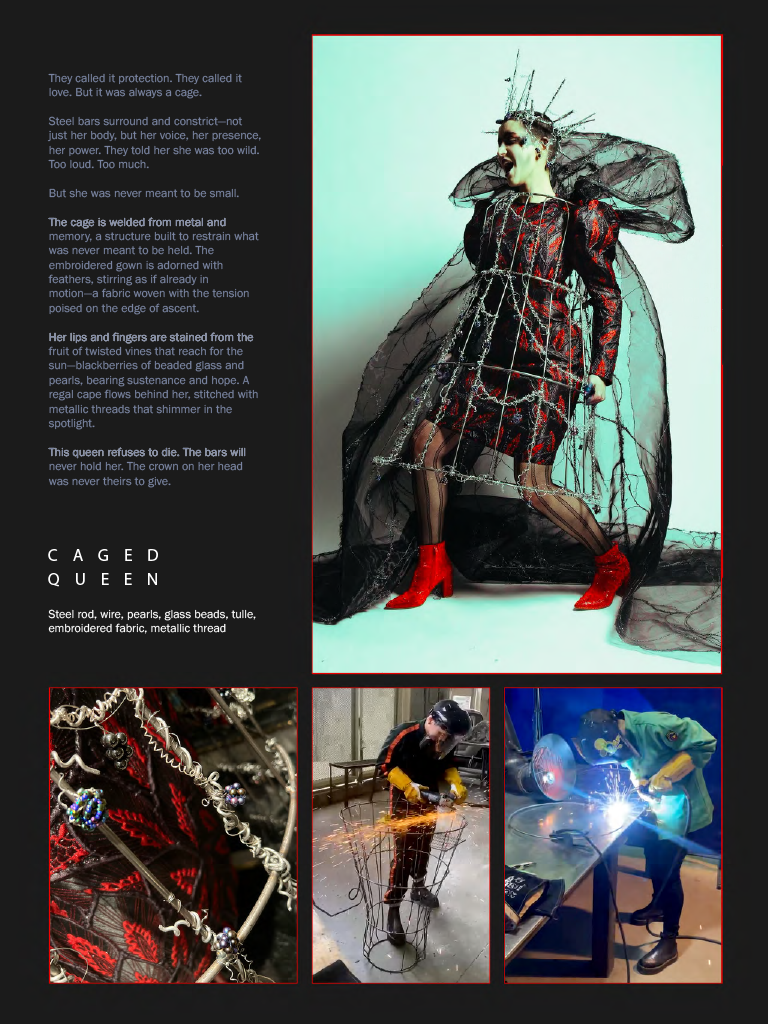 They called it protection. They called it
love. But it was always a cage.
Steel bars surround and constrict—not
just her body, but her voice, her presence,
her power. They told her she was too wild.
Too loud. Too much.
But she was never meant to be small.
The cage is welded from metal and
memory, a structure built to restrain what
was never meant to be held. The
embroidered gown is adorned with
feathers, stirring as if already in
motion—a fabric woven with the tension
poised on the edge of ascent.
Her lips and fingers are stained from the
fruit of twisted vines that reach for the
sun—blackberries of beaded glass and
pearls, bearing sustenance and hope. A
regal cape flows behind her, stitched with
metallic threads that shimmer in the
spotlight.
This queen refuses to die. The bars will
never hold her. The crown on her head
was never theirs to give.
CAGED
QUEEN
Steel rod, wire, pearls, glass beads, tulle,
embroidered fabric, metallic thread